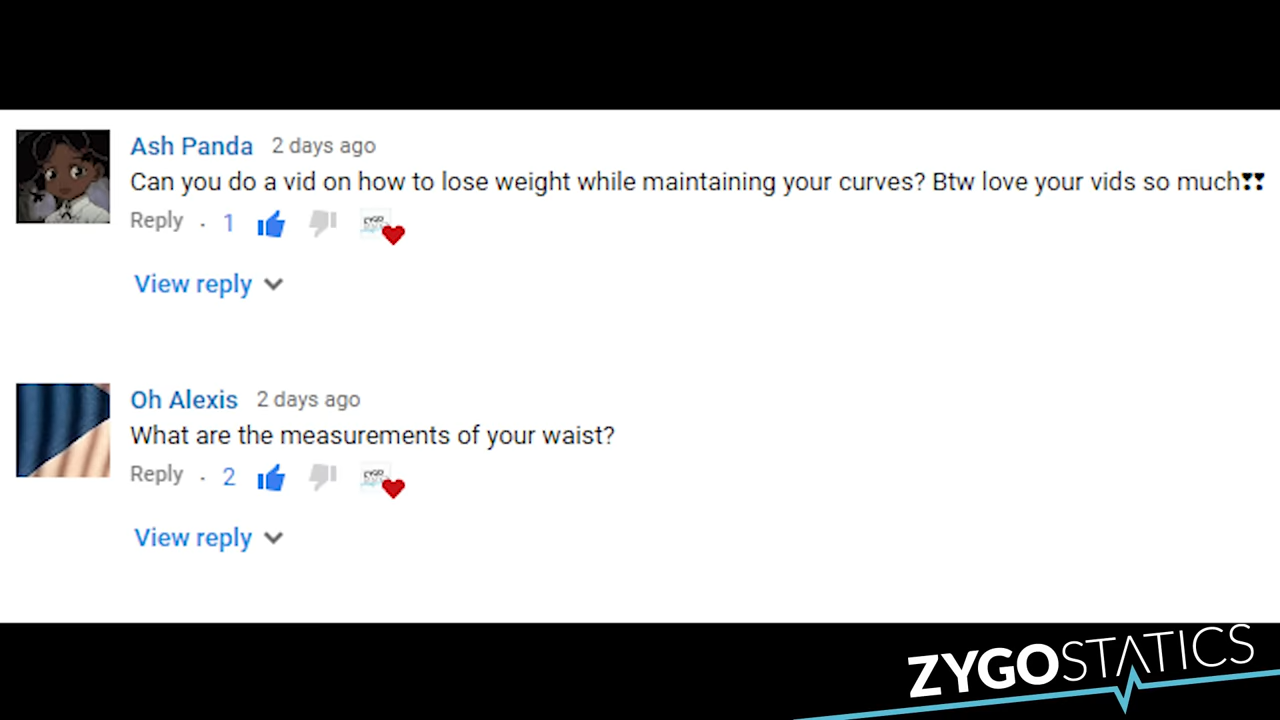 Ash Panda 2 days ago
Can you do a vid on how to lose weight while maintaining your curves? Btw love your vids so much❣❣
Reply · 1
View reply
Oh Alexis 2 days ago
What are the measurements of your waist?
Reply · 2
View reply
ZYGOSTATICS